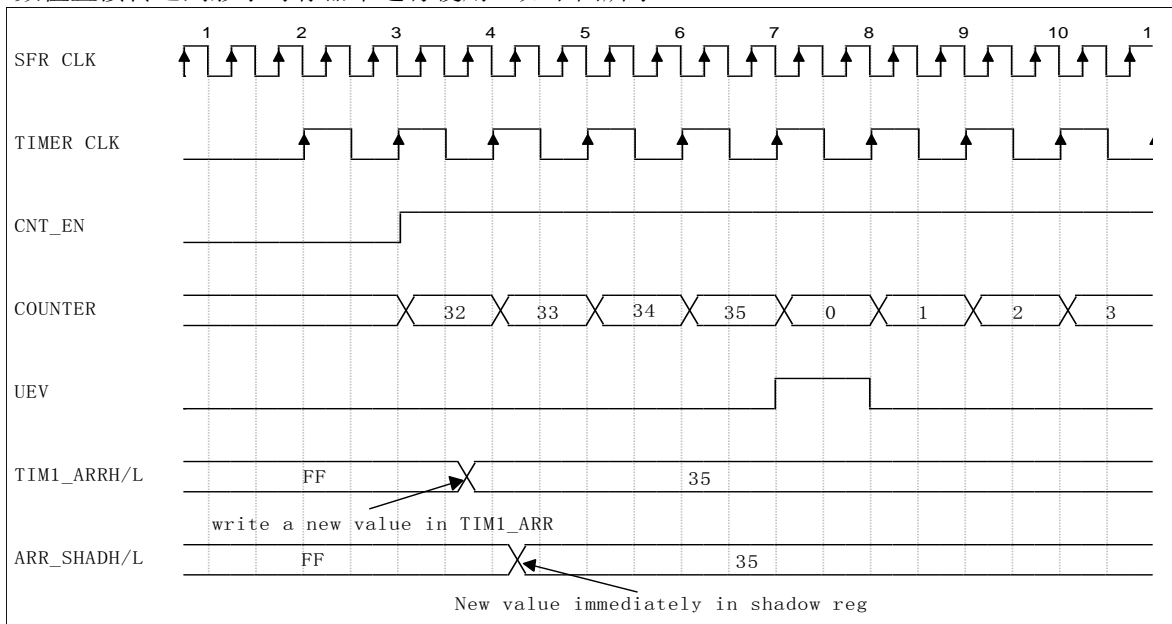 1 2 3 4 5 6 7 8 9 10 1
SFR CLK
TIMER CLK
CNT_EN
COUNTER 32 33 34 35 0 1 2 3
UEV
TIM1_ARRH/L FF 35
write a new value in TIM1_ARR
ARR_SHADH/L FF 35
New value immediately in shadow reg